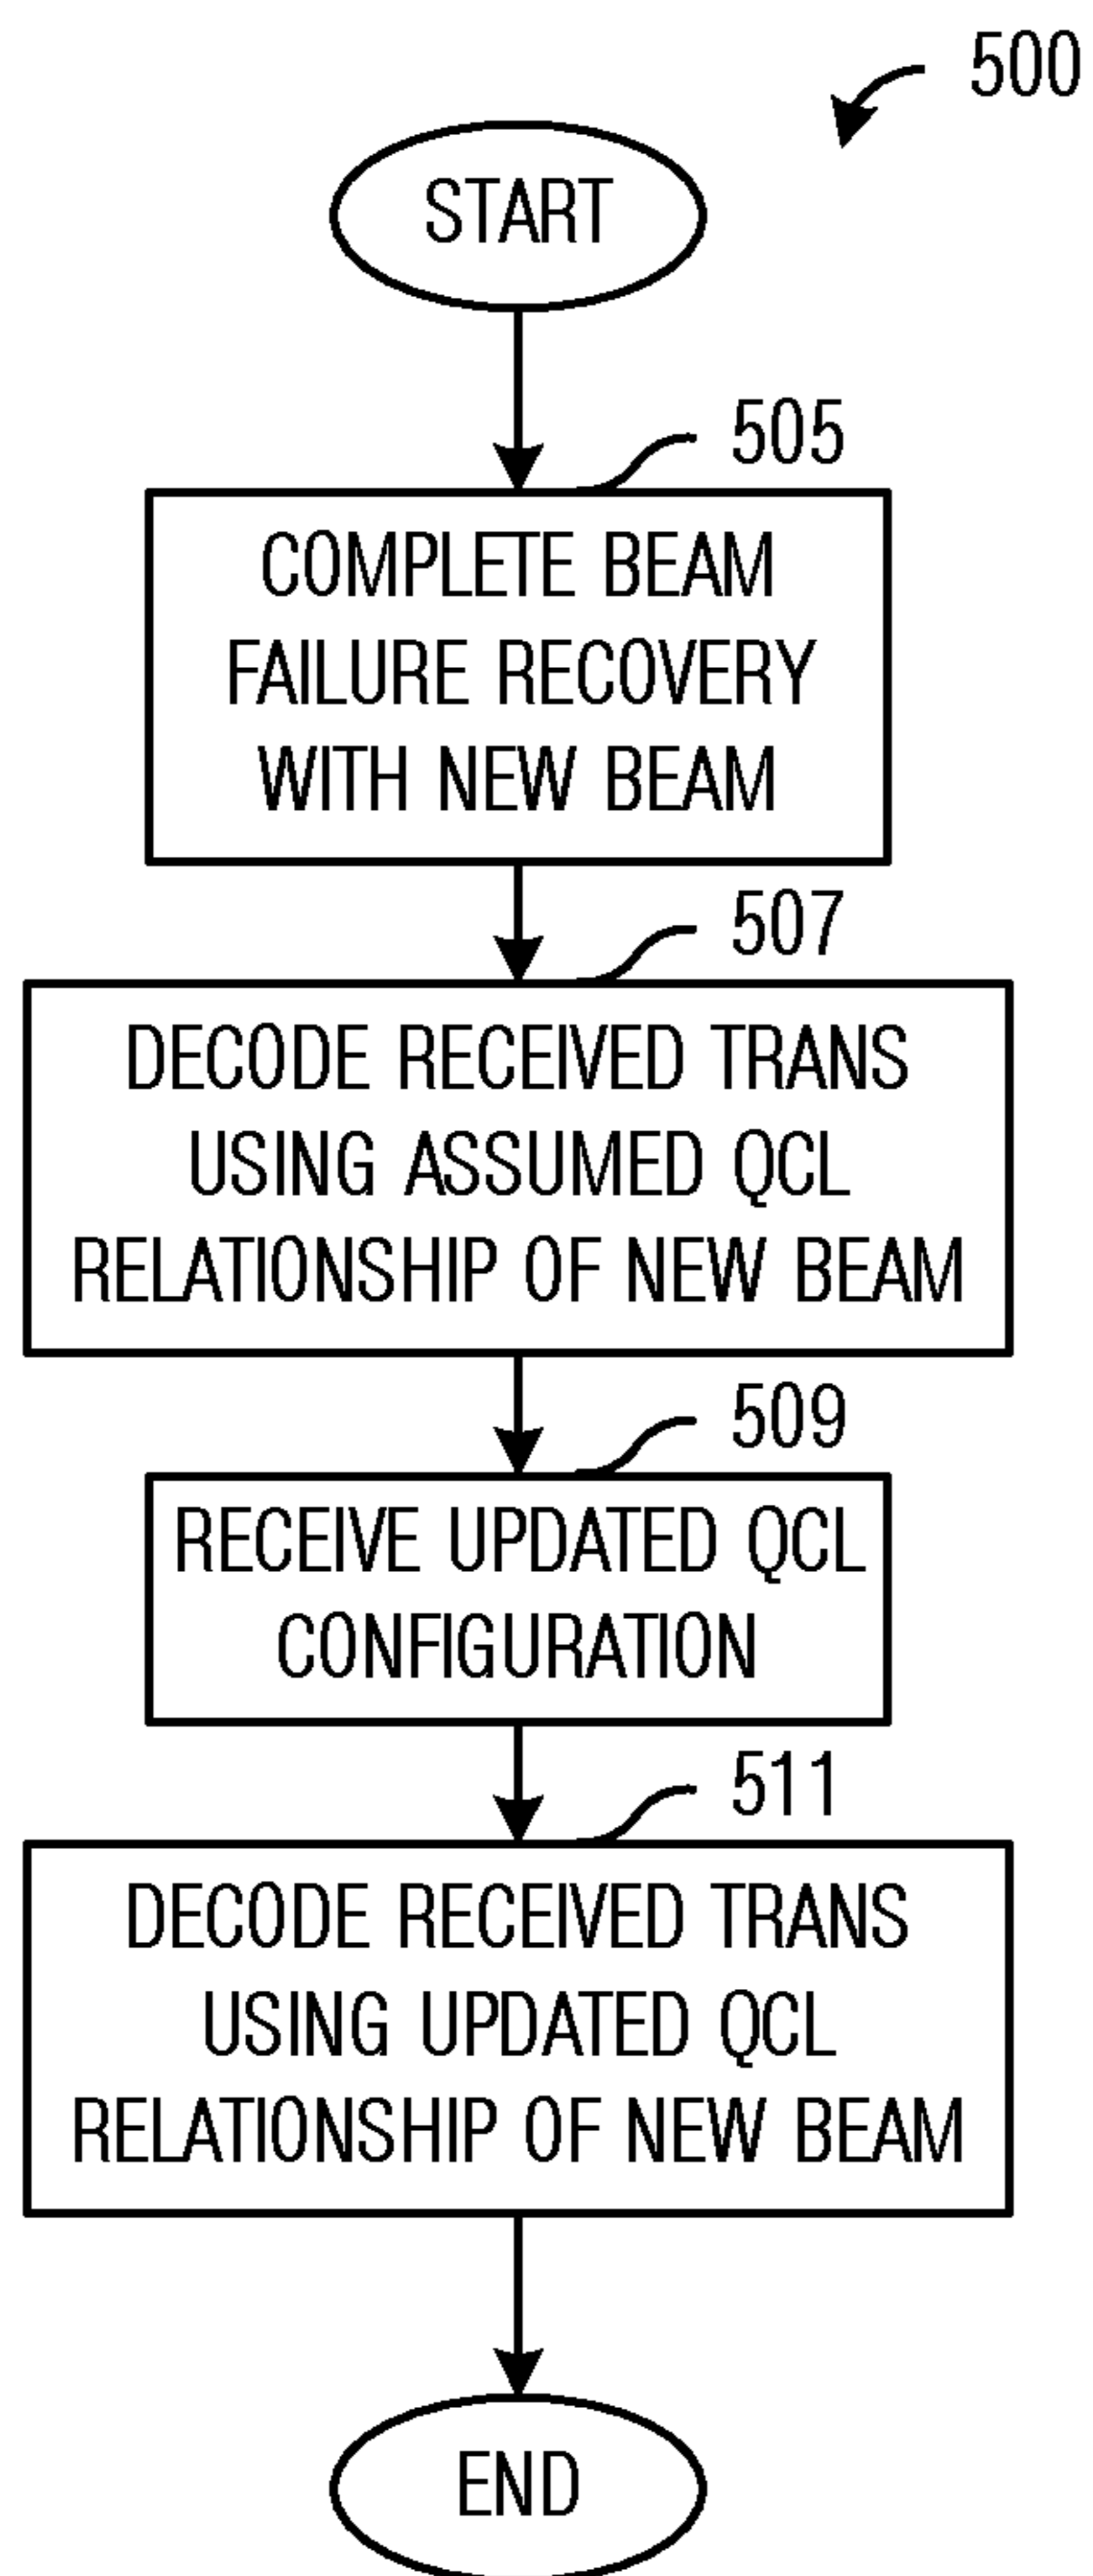 500
START
505
COMPLETE BEAM
FAILURE RECOVERY
WITH NEW BEAM
507
DECODE RECEIVED TRANS
USING ASSUMED QCL
RELATIONSHIP OF NEW BEAM
509
RECEIVE UPDATED QCL
CONFIGURATION
511
DECODE RECEIVED TRANS
USING UPDATED QCL
RELATIONSHIP OF NEW BEAM
END